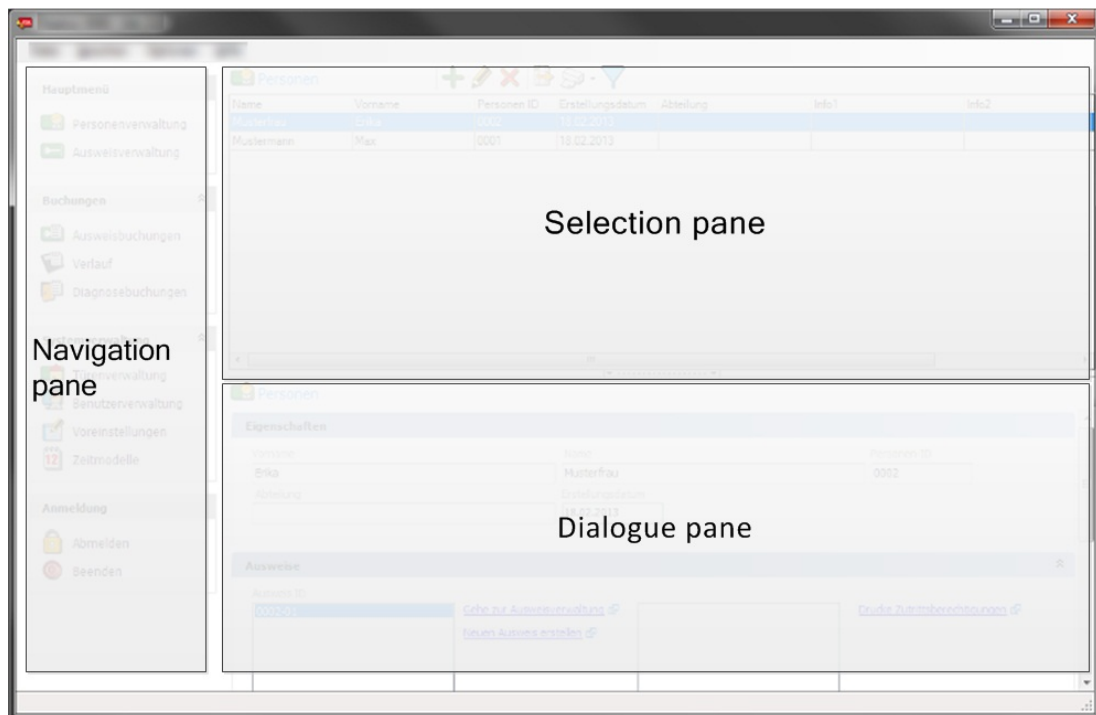 Hauptmenü
Personenverwaltung
Ausweisverwaltung
Buchungen
Ausweisbuchungen
Verlauf
Diagnosebuchungen
Navigation
pane
Türenverwaltung
Benutzerverwaltung
Voreinstellungen
12 Zeitmodelle
Anmeldung
Abmelden
Beenden
Personen
Name Vorname Personen ID Erstellungsdatum Abteilung Info1 Info2
Musterfrau Erika 0002 18.02.2013
Mustermann Max 0001 18.02.2013
Selection pane
Personen
Eigenschaften
Vorname Name Personen ID
Erika Musterfrau 0002
Abteilung Erstellungsdatum
18.02.2013
Dialogue pane
Ausweise
Ausweis ID
0002-01 Gehe zur Ausweisverwaltung Drucke Zutrittsberechtigungen
Neuen Ausweis erstellen